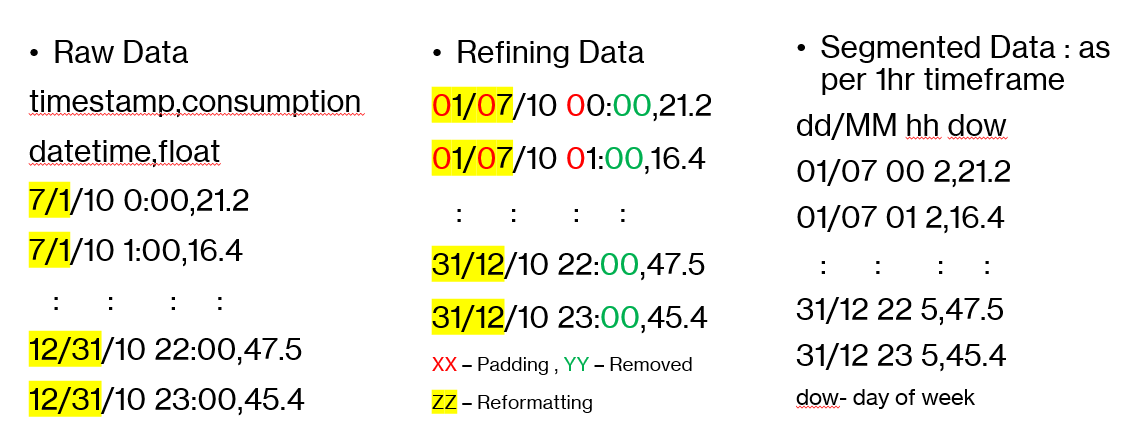 • Raw Data
timestamp,consumption
datetime,float
7/1/10 0:00,21.2
7/1/10 1:00,16.4
: : : :
12/31/10 22:00,47.5
12/31/10 23:00,45.4
• Refining Data
01/07/10 00:00,21.2
01/07/10 01:00,16.4
: : : :
31/12/10 22:00,47.5
31/12/10 23:00,45.4
XX – Padding , YY – Removed
ZZ – Reformatting
• Segmented Data : as
per 1hr timeframe
dd/MM hh dow
01/07 00 2,21.2
01/07 01 2,16.4
: : : :
31/12 22 5,47.5
31/12 23 5,45.4
dow- day of week